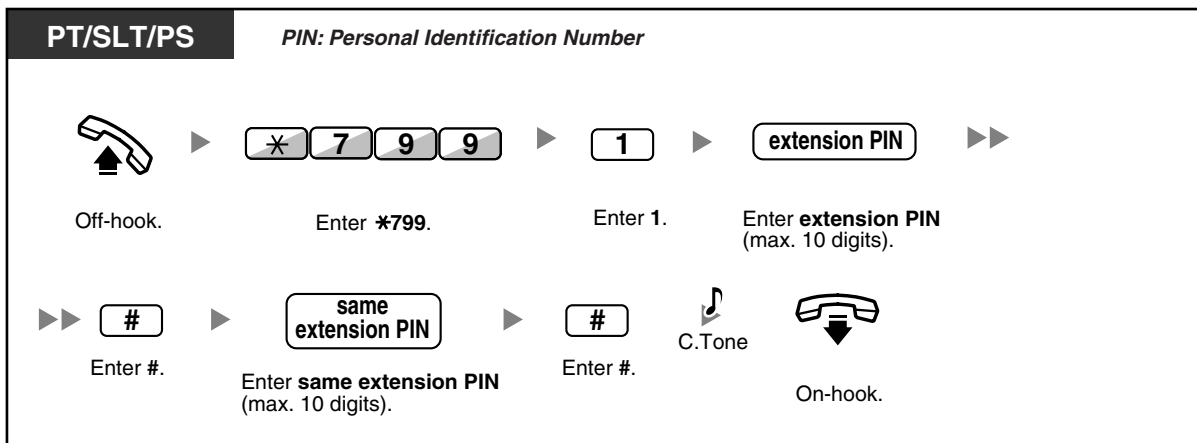 PT/SLT/PS
PIN: Personal Identification Number
* 7 9 9
1
extension PIN
Off-hook.
Enter *799.
Enter 1.
Enter extension PIN
(max. 10 digits).
#
same
extension PIN
#
C.Tone
Enter #.
Enter same extension PIN
(max. 10 digits).
Enter #.
On-hook.